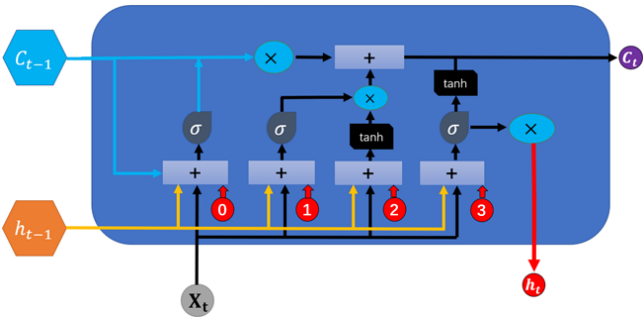 C_{t-1} × + C_t
× tanh
σ σ tanh σ ×
+ + + +
0 1 2 3
h_{t-1}
X_t h_t